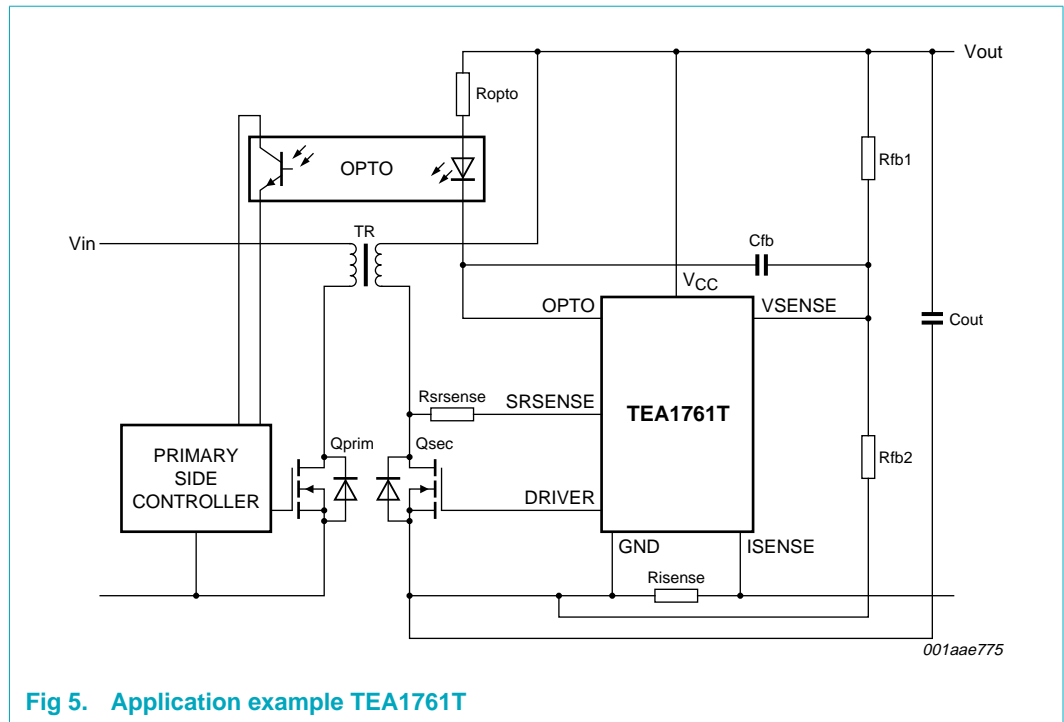 Vout
Ropto
Rfb1
OPTO
TR
Vin
Cfb
VCC
OPTO
VSENSE
Cout
Rsrsense
SRSENSE
TEA1761T
Qprim
Qsec
Rfb2
PRIMARY
SIDE
CONTROLLER
DRIVER
GND
ISENSE
Risense
001aae775
Fig 5. Application example TEA1761T